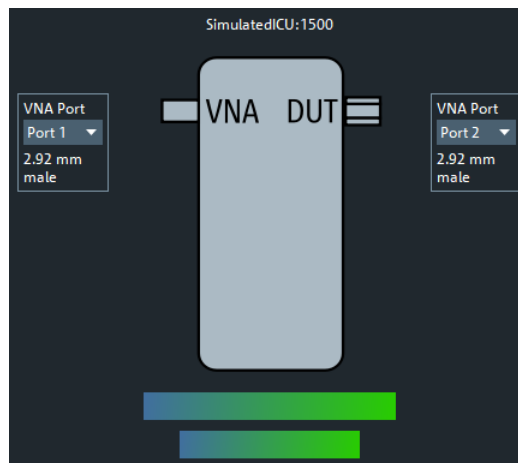 SimulatedICU:1500
VNA Port
Port 1
2.92 mm
male
VNA DUT
VNA Port
Port 2
2.92 mm
male